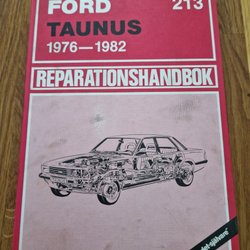 FORD 213
TAUNUS
1976—1982
REPARATIONSHANDBOK